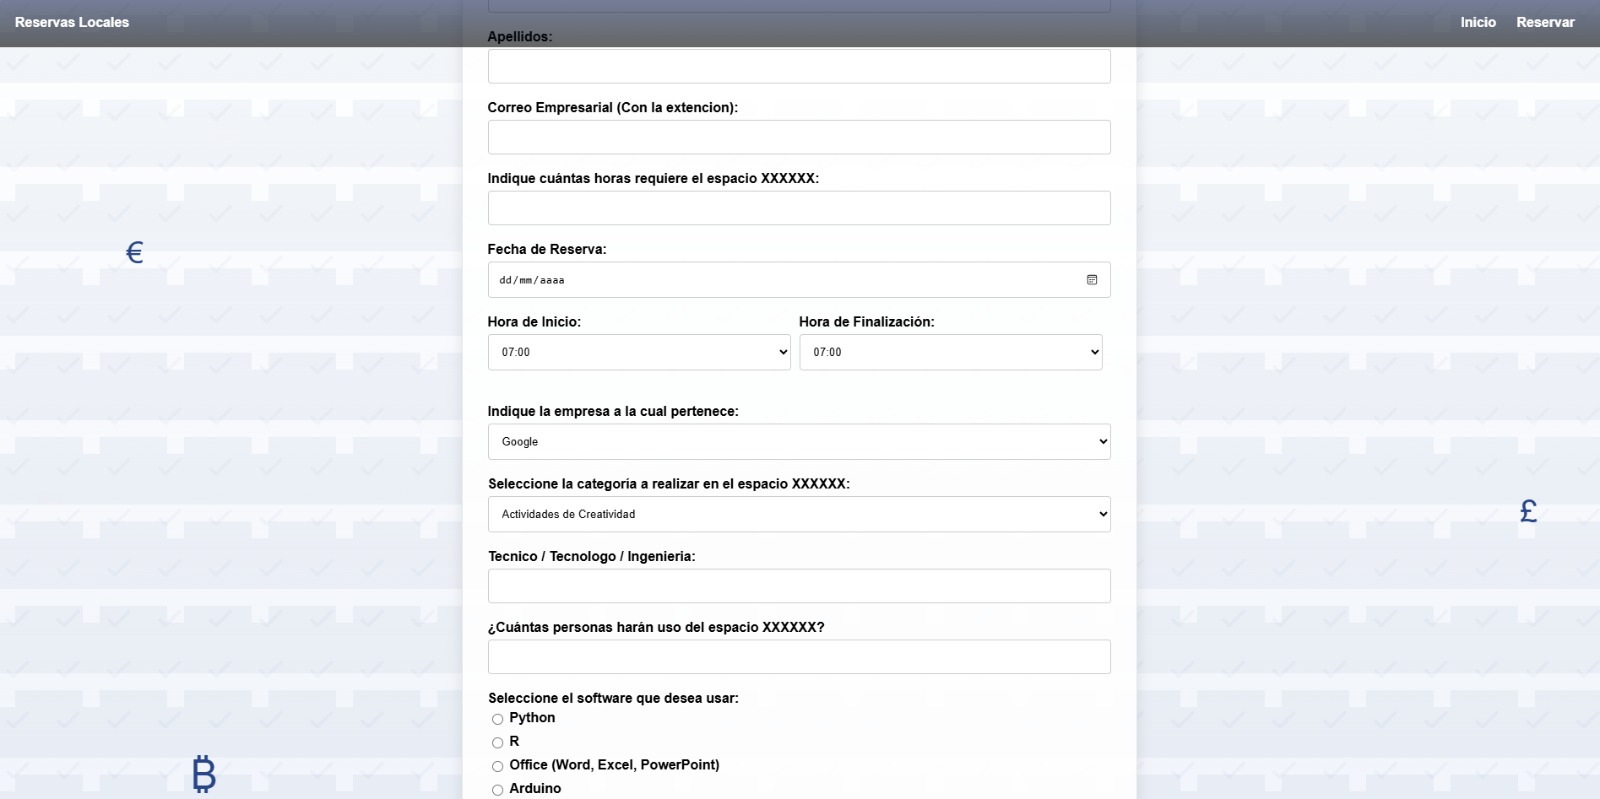 Reservas Locales
Inicio
Reservar
Apellidos:
Correo Empresarial (Con la extencion):
Indique cuántas horas requiere el espacio XXXXXX:
Fecha de Reserva:
dd/mm/aaaa
Hora de Inicio:
Hora de Finalización:
07:00
07:00
Indique la empresa a la cual pertenece:
Google
Seleccione la categoría a realizar en el espacio XXXXXX:
Actividades de Creatividad
Tecnico / Tecnologo / Ingenieria:
¿Cuántas personas harán uso del espacio XXXXXX?
Seleccione el software que desea usar:
Python
R
Office (Word, Excel, PowerPoint)
Arduino
€
£
₿